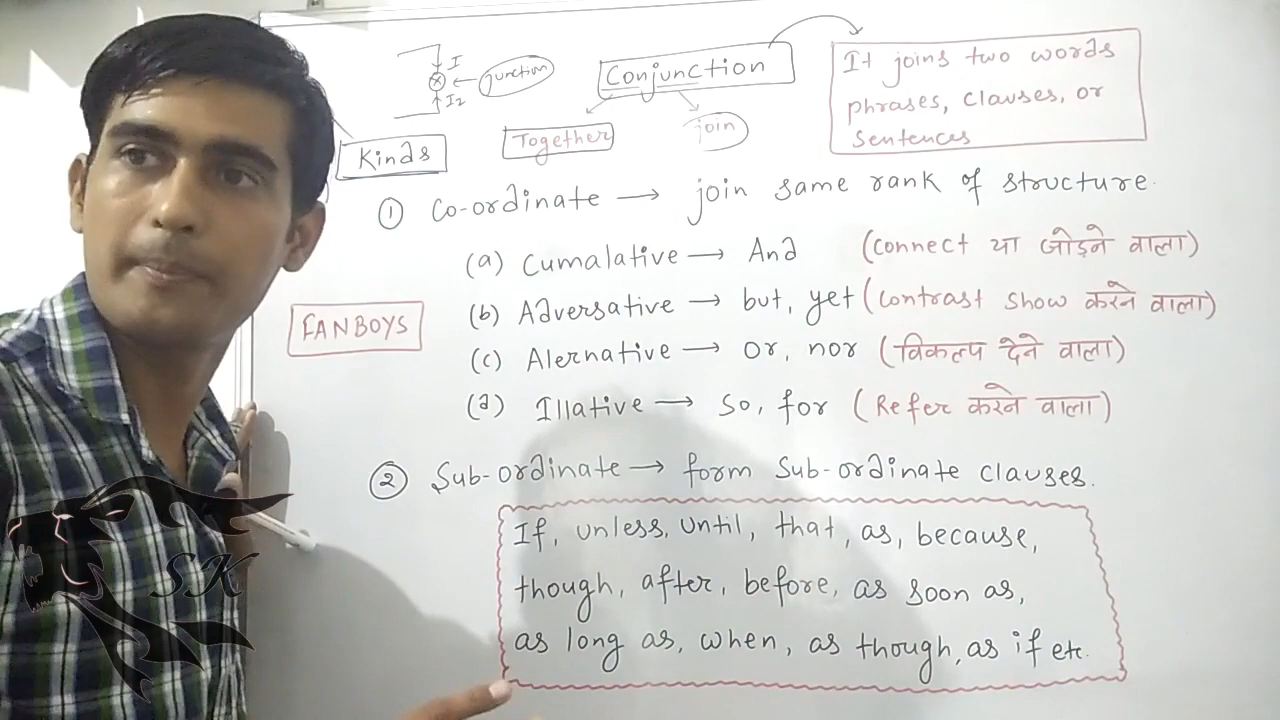 I
junction
I2
Conjunction
Together
join
It joins two words
phrases, clauses, or
sentences
Kinds
① Co-ordinate → join same rank of structure.
(a) Cumalative → And (connect या जोड़ने वाला)
(b) Adversative → but, yet (contrast show करने वाला)
FANBOYS
(c) Alernative → or, nor (विकल्प देने वाला)
(d) Illative → so, for (Refer करने वाला)
② Sub-ordinate → form Sub-ordinate clauses.
If, unless, until, that, as, because,
though, after, before, as soon as,
as long as, when, as though, as if etc.
SK